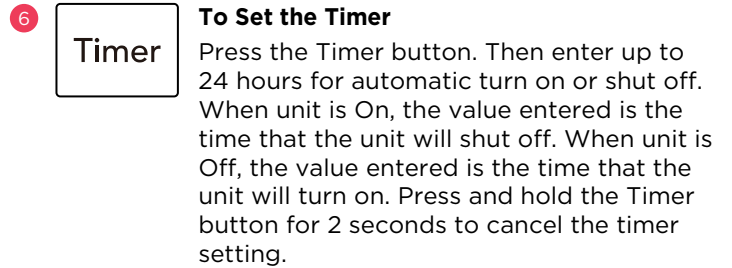 6
Timer
To Set the Timer
Press the Timer button. Then enter up to
24 hours for automatic turn on or shut off.
When unit is On, the value entered is the
time that the unit will shut off. When unit is
Off, the value entered is the time that the
unit will turn on. Press and hold the Timer
button for 2 seconds to cancel the timer
setting.